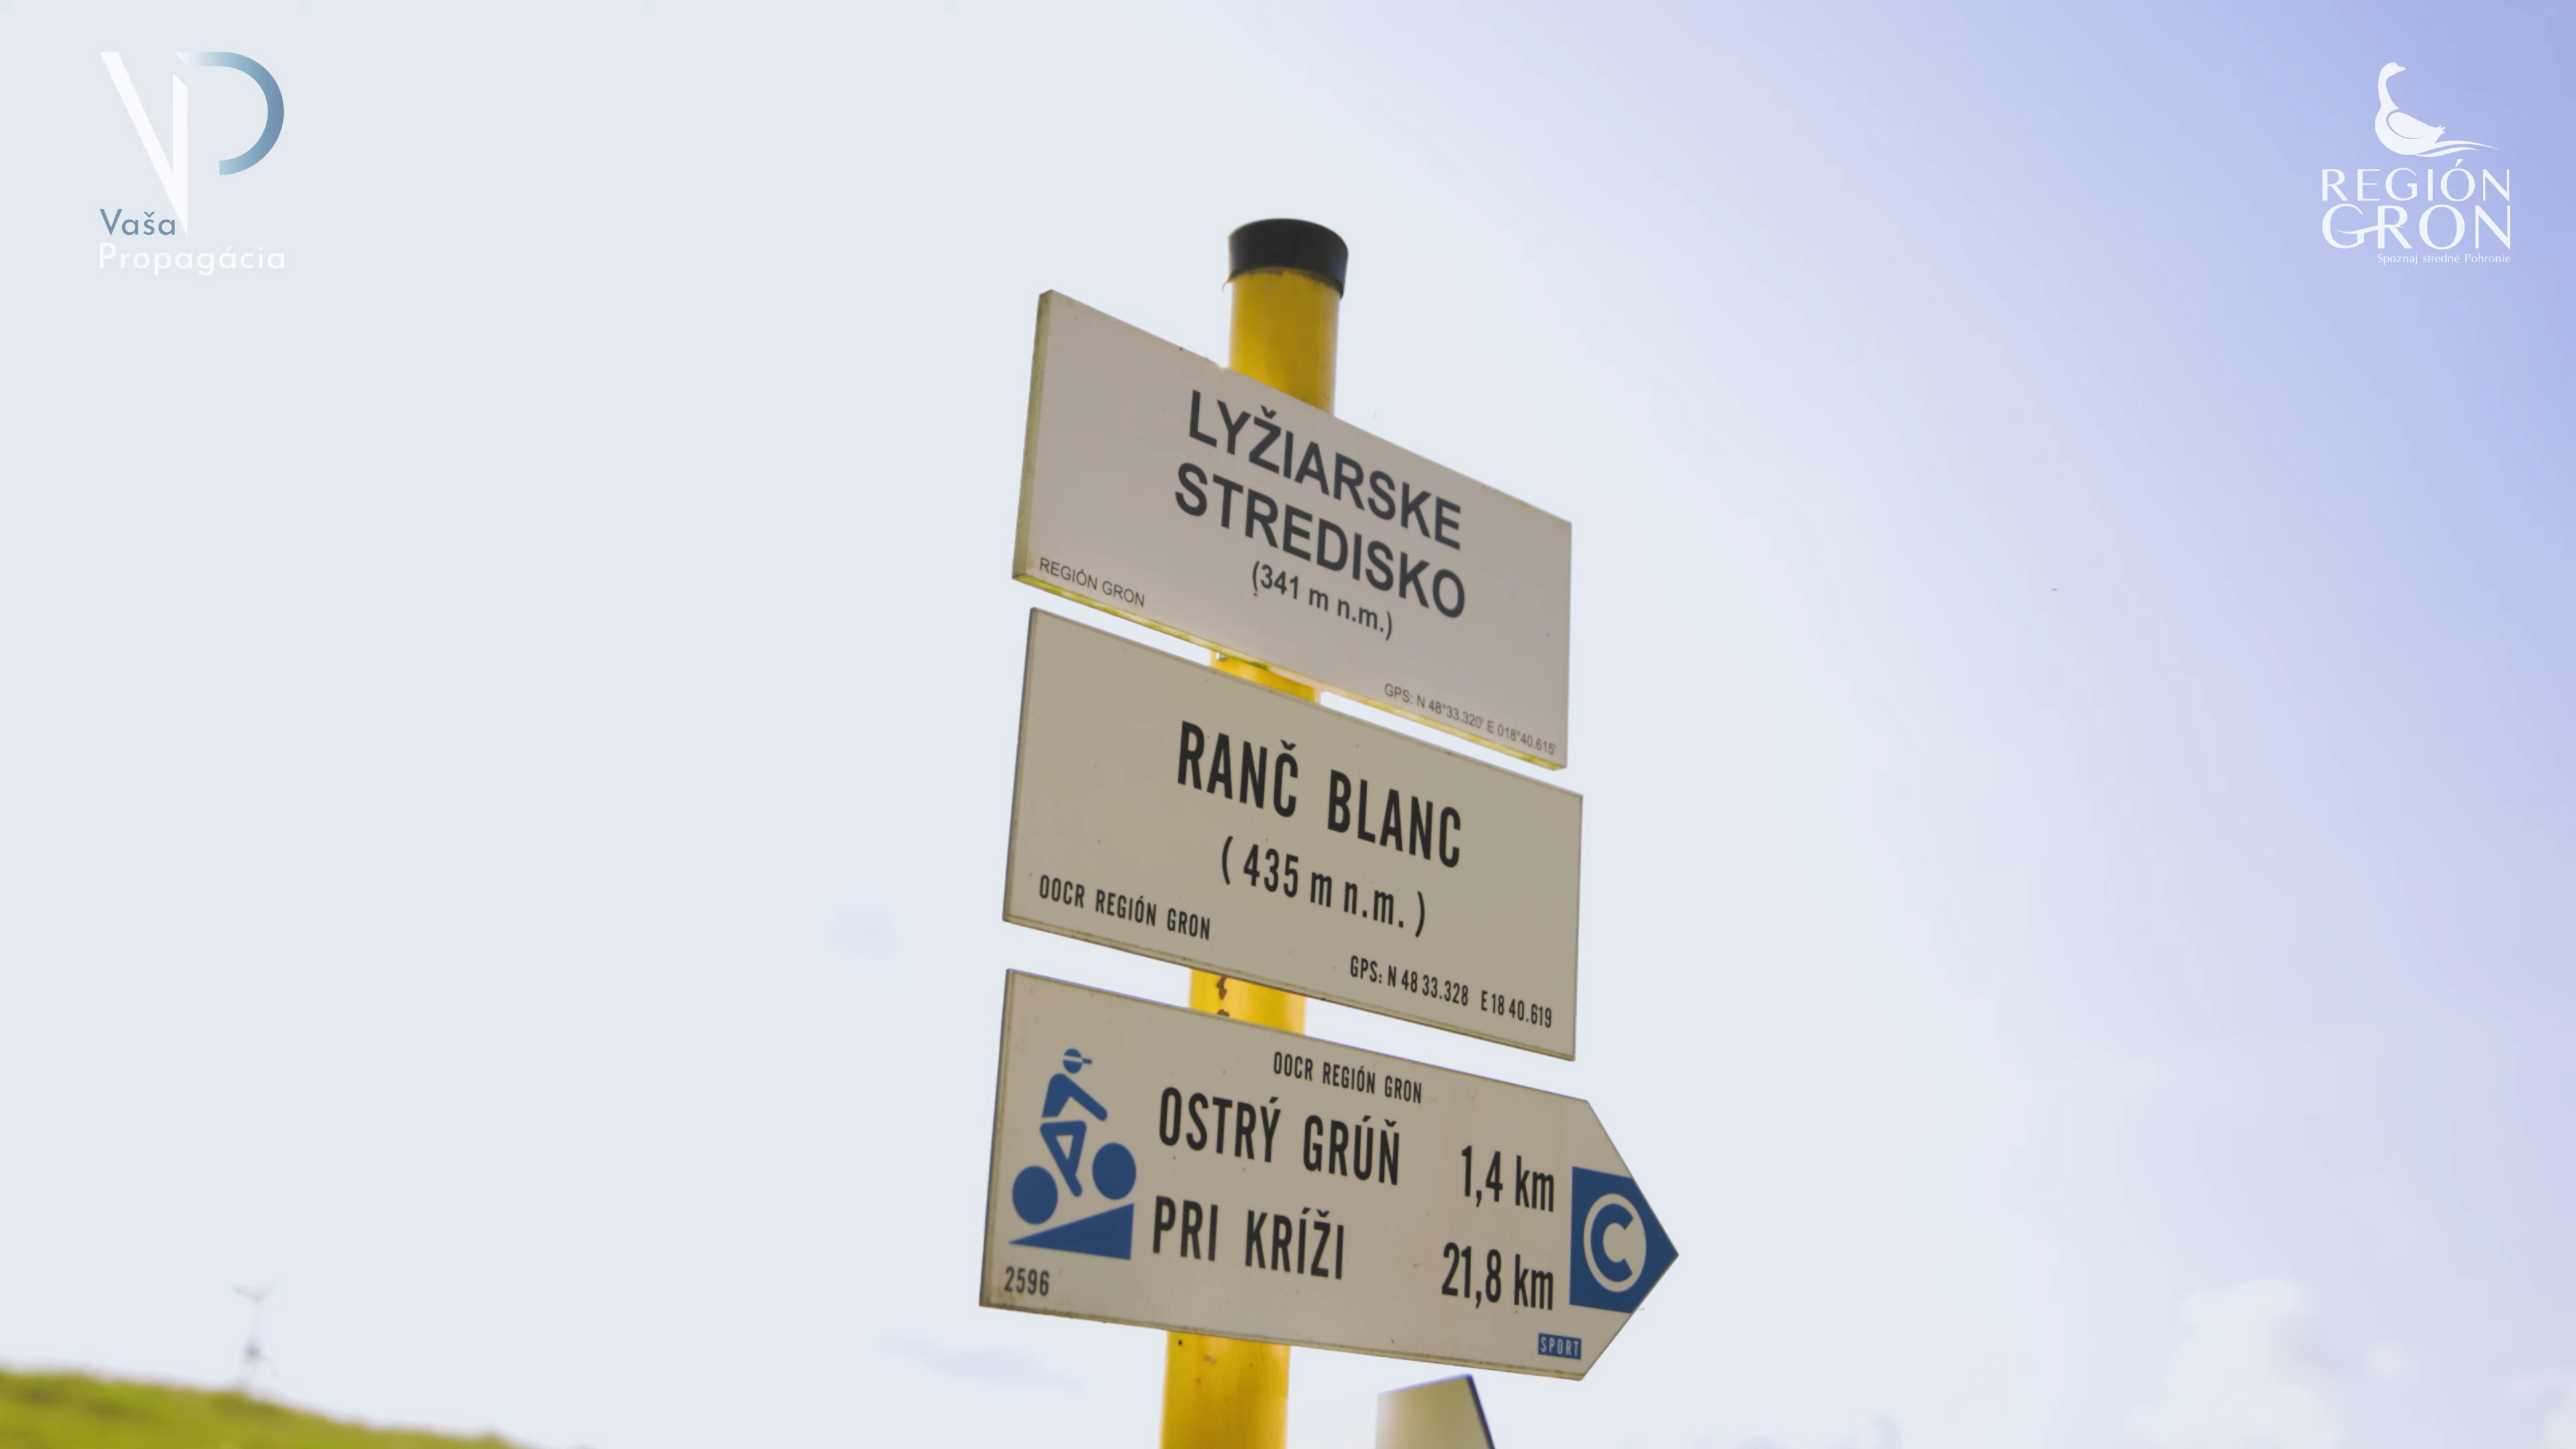 VP
Vaša
Propagácia
REGIÓN
GRON
Spoznaj stredné Pohronie
LYŽIARSKE
STREDISKO
(341 m n.m.)
REGIÓN GRON
GPS: N 48°33.320' E 018°40.615'
RANČ BLANC
( 435 m n.m. )
OOCR REGIÓN GRON
GPS: N 48 33.328 E 18 40.619
OOCR REGIÓN GRON
OSTRÝ GRÚŇ 1,4 km
PRI KRÍŽI 21,8 km
C
2596
SPORT